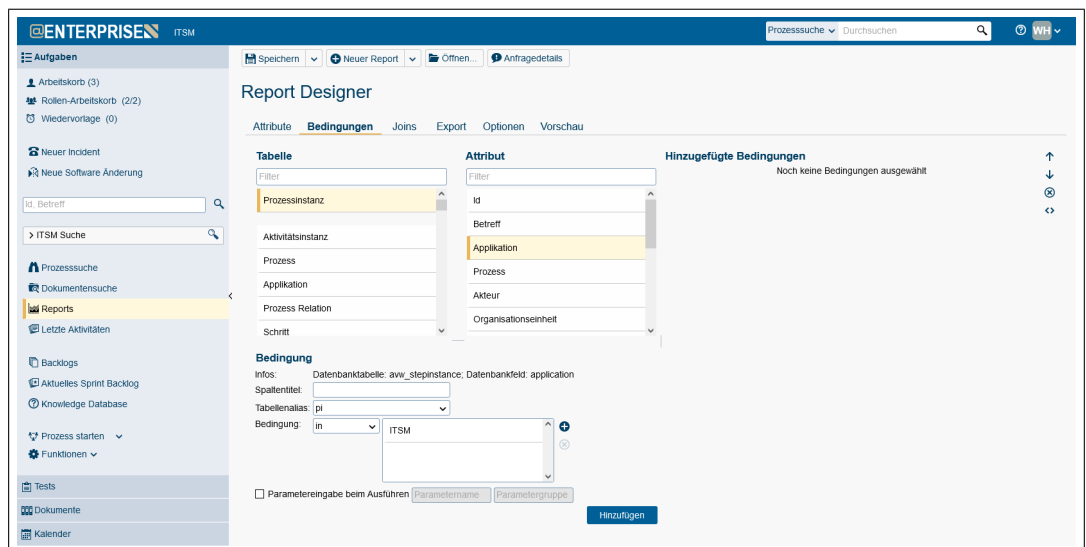 @ENTERPRISE ITSM Prozesssuche Durchsuchen WH
Aufgaben
Arbeitskorb (3)
Rollen-Arbeitskorb (2/2)
Wiedervorlage (0)
Neuer Incident
Neue Software Änderung
Id, Betreff
> ITSM Suche
Prozesssuche
Dokumentensuche
Reports
Letzte Aktivitäten
Backlogs
Aktuelles Sprint Backlog
Knowledge Database
Prozess starten
Funktionen
Tests
Dokumente
Kalender
Speichern Neuer Report Öffnen... Anfragedetails
Report Designer
Attribute Bedingungen Joins Export Optionen Vorschau
Tabelle
Filter
Prozessinstanz
Aktivitätsinstanz
Prozess
Applikation
Prozess Relation
Schritt
Attribut
Filter
Id
Betreff
Applikation
Prozess
Akteur
Organisationseinheit
Hinzugefügte Bedingungen
Noch keine Bedingungen ausgewählt
Bedingung
Infos: Datenbanktabelle: avw_stepinstance; Datenbankfeld: application
Spaltentitel:
Tabellenalias: pi
Bedingung: in ITSM
Parametereingabe beim Ausführen Parametername Parametergruppe
Hinzufügen